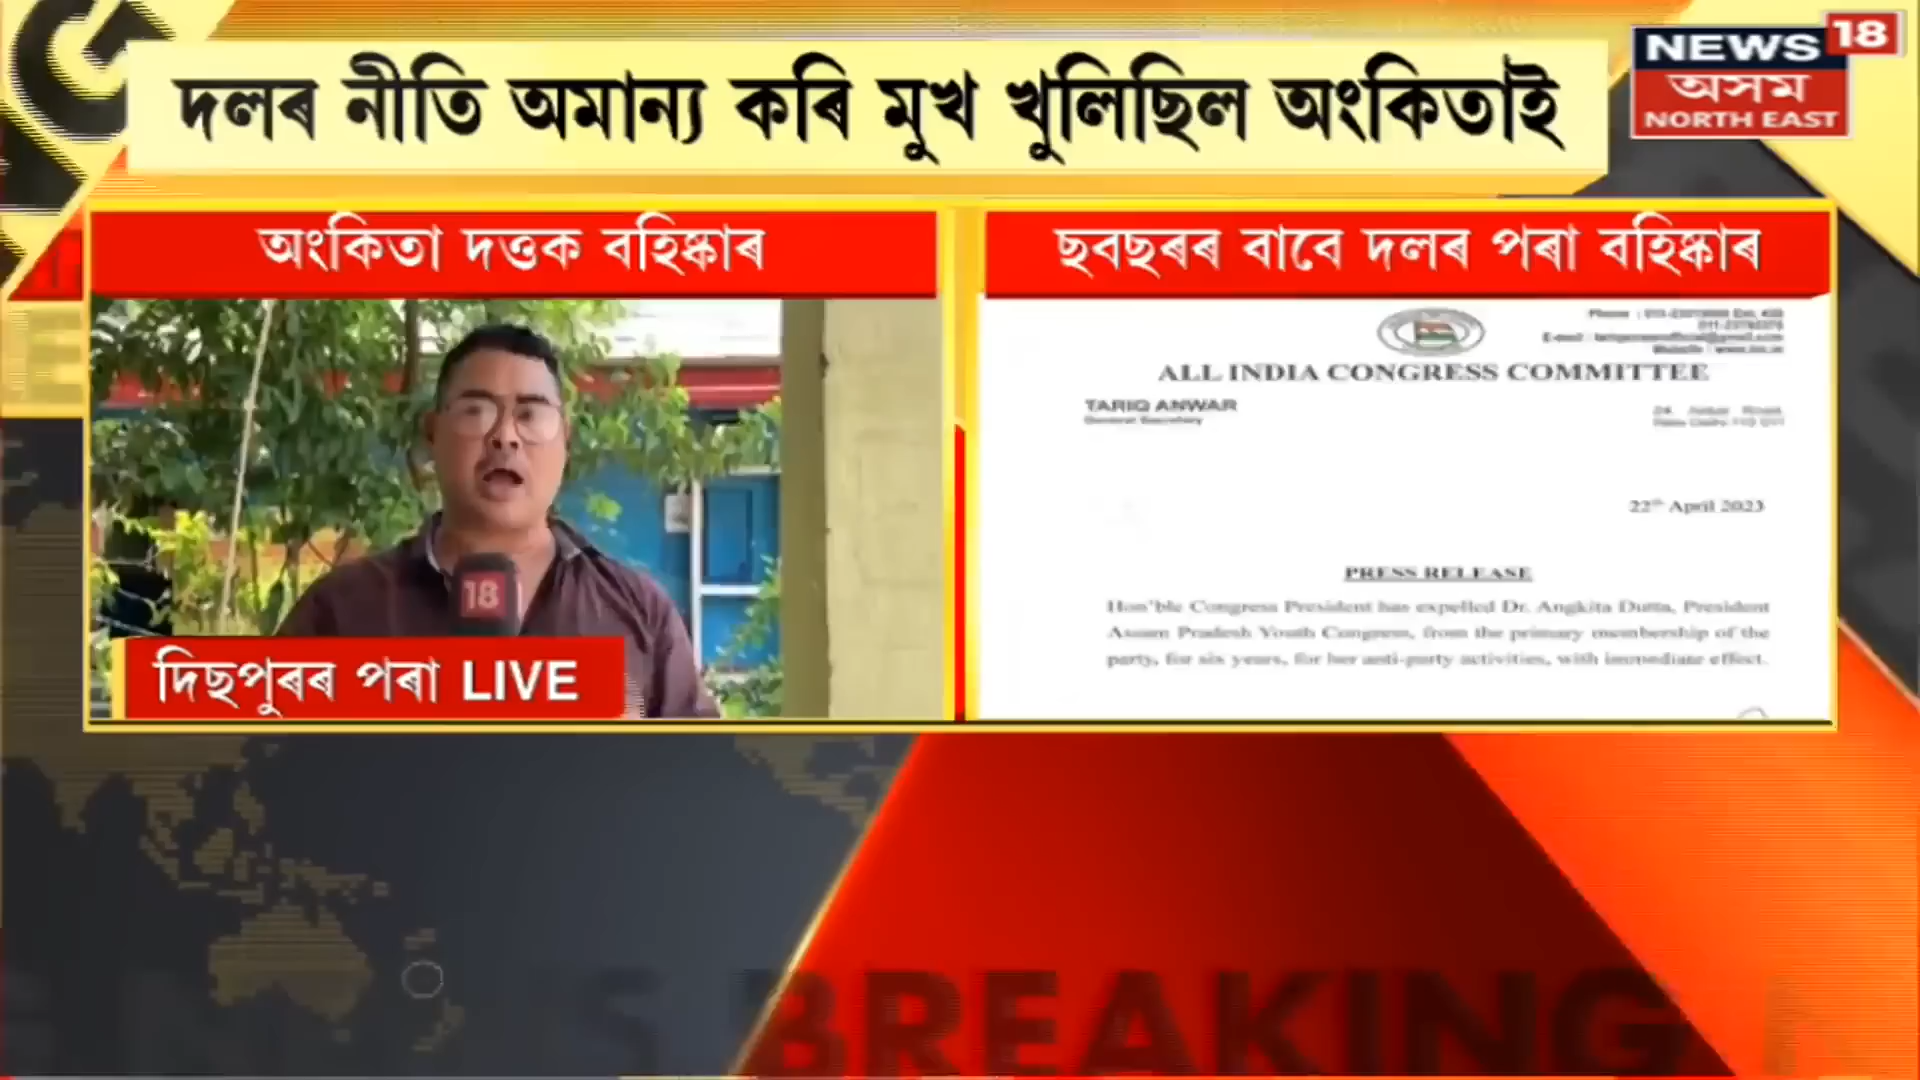 দলৰ নীতি অমান্য কৰি মুখ খুলিছিল অংকিতাই
NEWS 18
অসম
NORTH EAST
অংকিতা দত্তক বহিষ্কাৰ
ছবছৰৰ বাবে দলৰ পৰা বহিষ্কাৰ
ALL INDIA CONGRESS COMMITTEE
TARIQ ANWAR
General Secretary
22th April 2023
PRESS RELEASE
Hon'ble Congress President has expelled Dr. Angkita Dutta, President
Assam Pradesh Youth Congress, from the primary membership of the
party, for six years, for her anti-party activities, with immediate effect.
18
দিছপুৰৰ পৰা LIVE
BREAKING